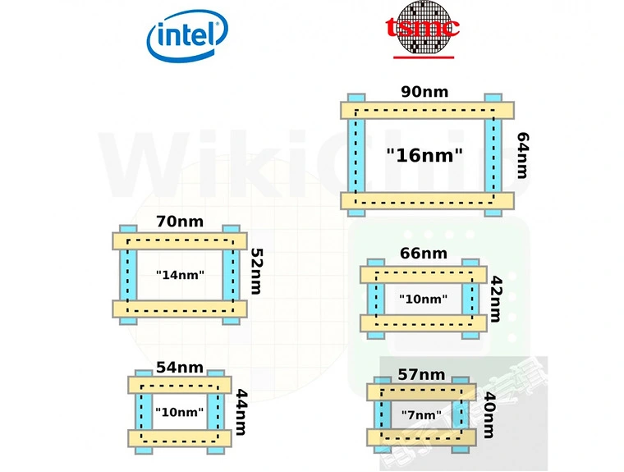 intel
tsmc
90nm
64nm
"16nm"
WikiChip
70nm
52nm
"14nm"
66nm
42nm
"10nm"
54nm
44nm
"10nm"
57nm
40nm
"7nm"